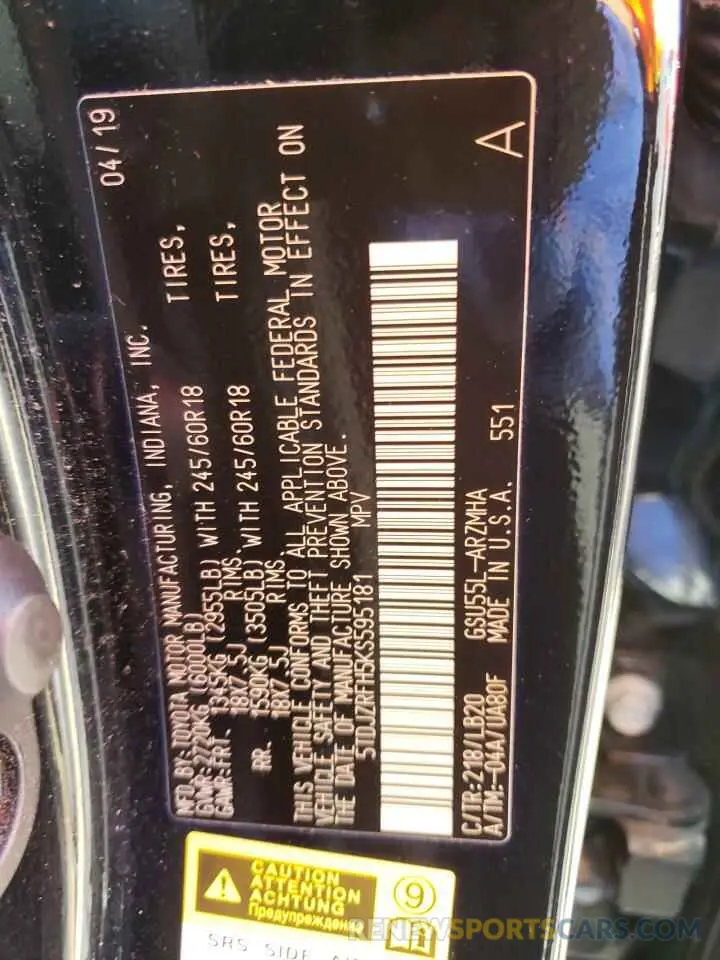 MFD. BY: TOYOTA MOTOR MANUFACTURING, INDIANA, INC. 04/19
GVWR: 2720KG (6000LB)
GAWR: FRT. 1345KG (2955LB) WITH 245/60R18 TIRES,
18X7.5J RIMS.
RR. 1590KG (3505LB) WITH 245/60R18 TIRES,
18X7.5J RIMS.
THIS VEHICLE CONFORMS TO ALL APPLICABLE FEDERAL MOTOR
VEHICLE SAFETY AND THEFT PREVENTION STANDARDS IN EFFECT ON
THE DATE OF MANUFACTURE SHOWN ABOVE.
5TDJZRFH5KS595181 MPV
C/TR: 218/LB20 GSU55L-ARZMHA
A/TM: -04A/UA80F MADE IN U.S.A. 551 A
CAUTION
ATTENTION
ACHTUNG
Предупреждение
9
SRS SIDE
RENEWSPORTSCARS.COM